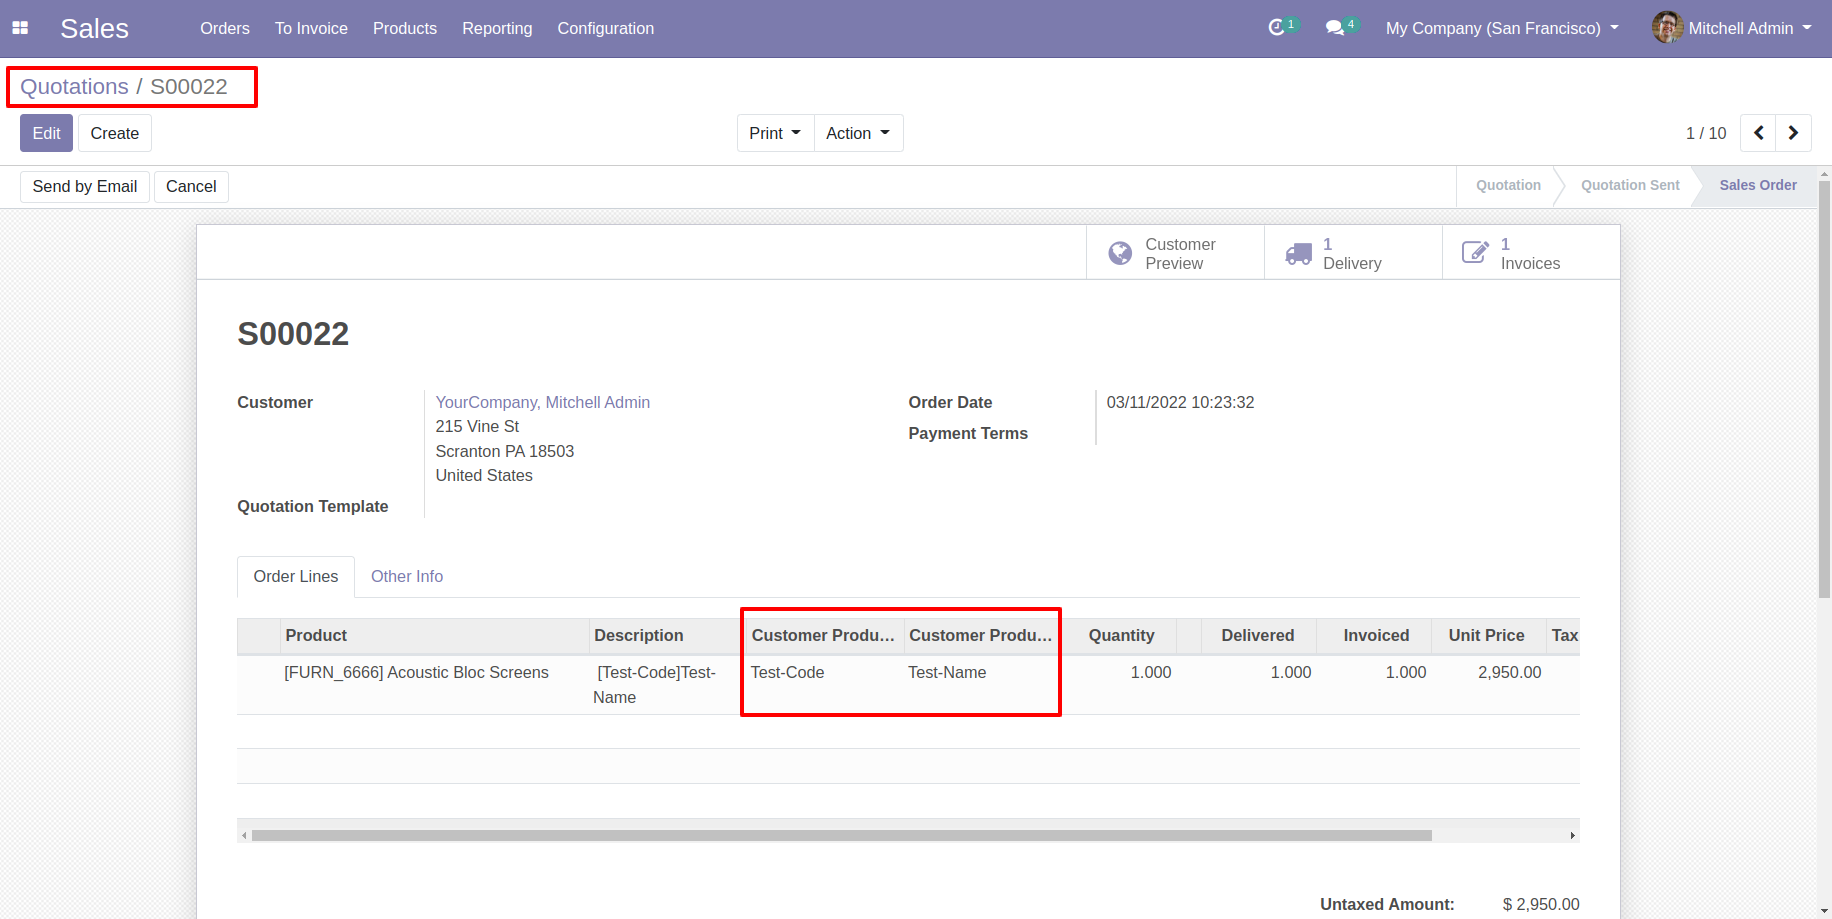 Sales Orders To Invoice Products Reporting Configuration 1 4 My Company (San Francisco) Mitchell Admin
Quotations / S00022
Edit Create Print Action 1 / 10
Send by Email Cancel Quotation Quotation Sent Sales Order
Customer Preview
1 Delivery
1 Invoices
S00022
Customer YourCompany, Mitchell Admin Order Date 03/11/2022 10:23:32
215 Vine St Payment Terms
Scranton PA 18503
United States
Quotation Template
Order Lines Other Info
Product Description Customer Produ… Customer Produ… Quantity Delivered Invoiced Unit Price Tax
[FURN_6666] Acoustic Bloc Screens [Test-Code]Test- Test-Code Test-Name 1.000 1.000 1.000 2,950.00
Name
Untaxed Amount: $ 2,950.00